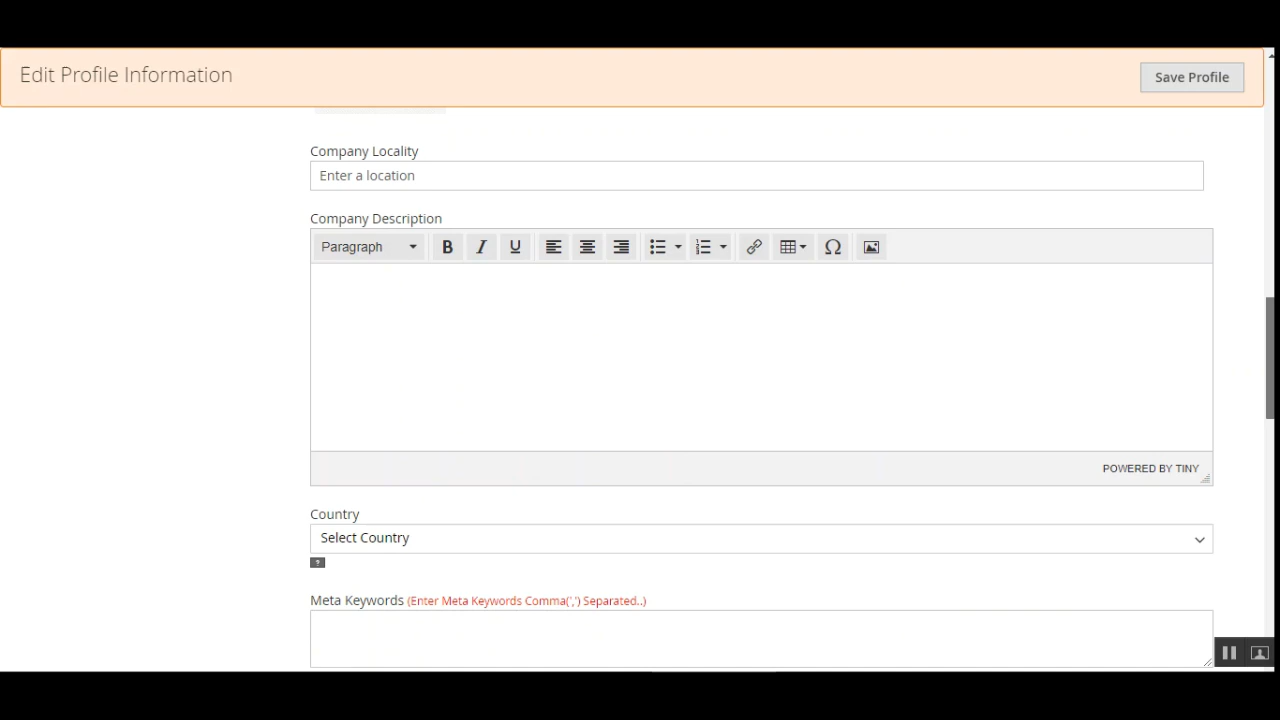 Edit Profile Information
Save Profile
Company Locality
Enter a location
Company Description
Paragraph B I U Ω
POWERED BY TINY
Country
Select Country
?
Meta Keywords (Enter Meta Keywords Comma(',') Separated..)